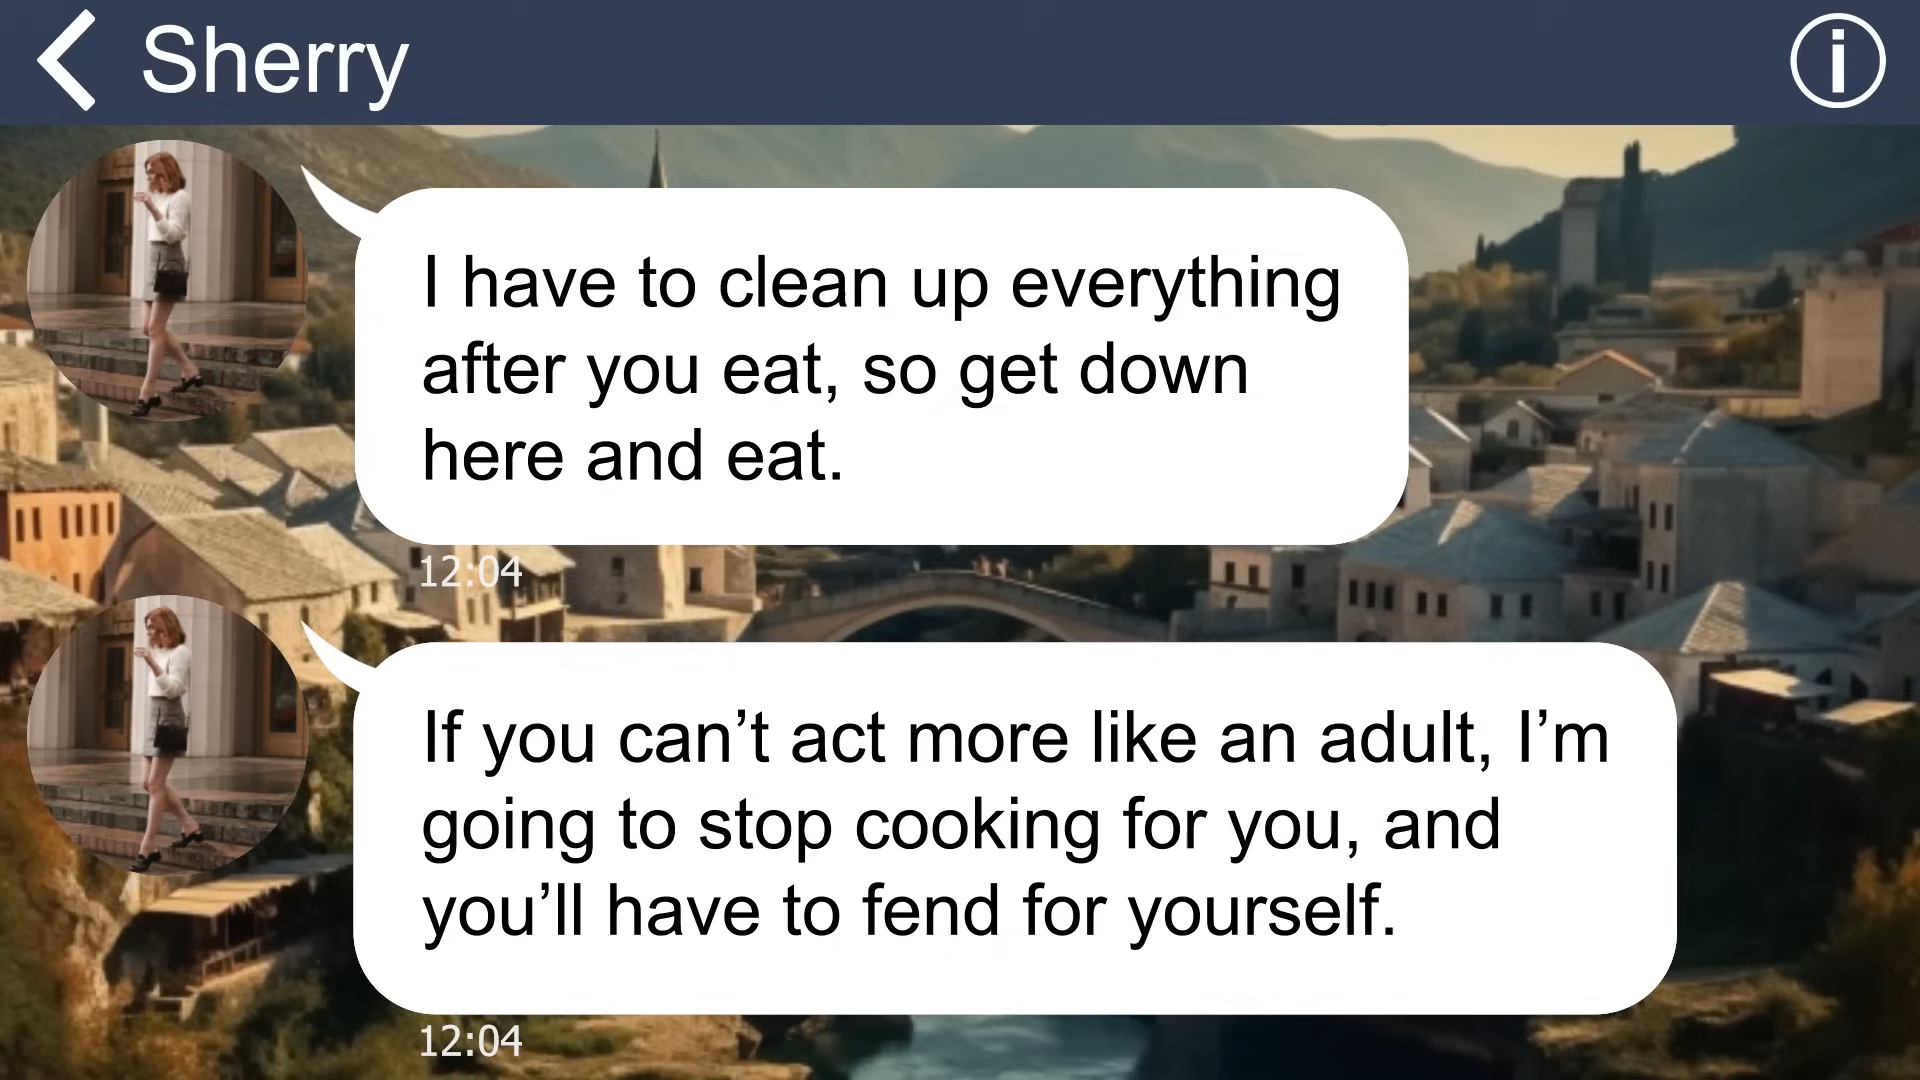 Sherry
I have to clean up everything
after you eat, so get down
here and eat.
12:04
If you can’t act more like an adult, I’m
going to stop cooking for you, and
you’ll have to fend for yourself.
12:04